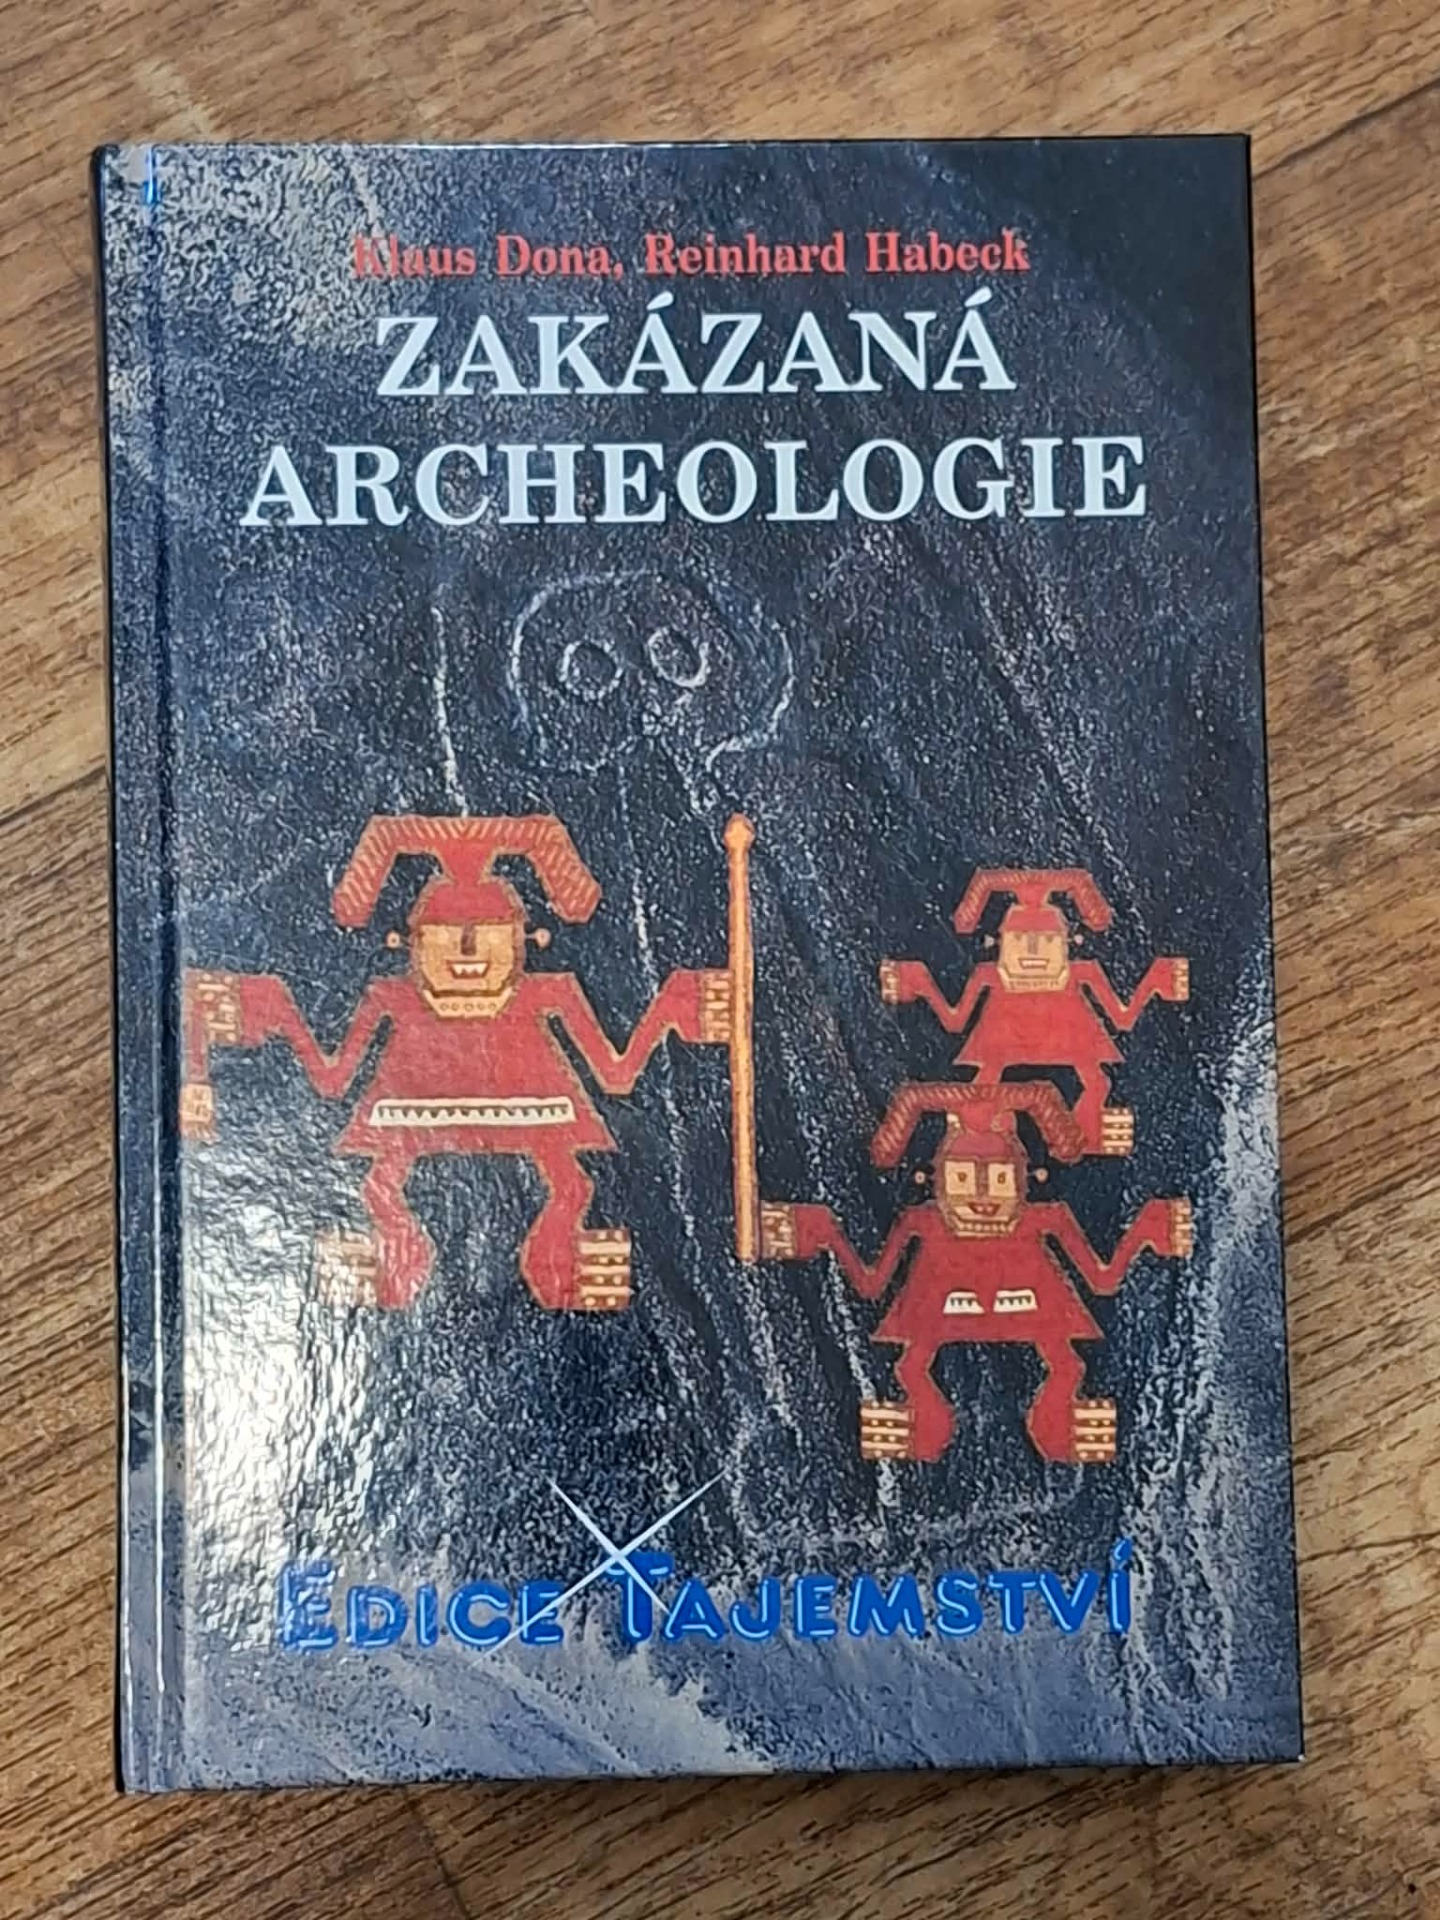 Klaus Dona, Reinhard Habeck
ZAKÁZANÁ
ARCHEOLOGIE
EDICE TAJEMSTVÍ